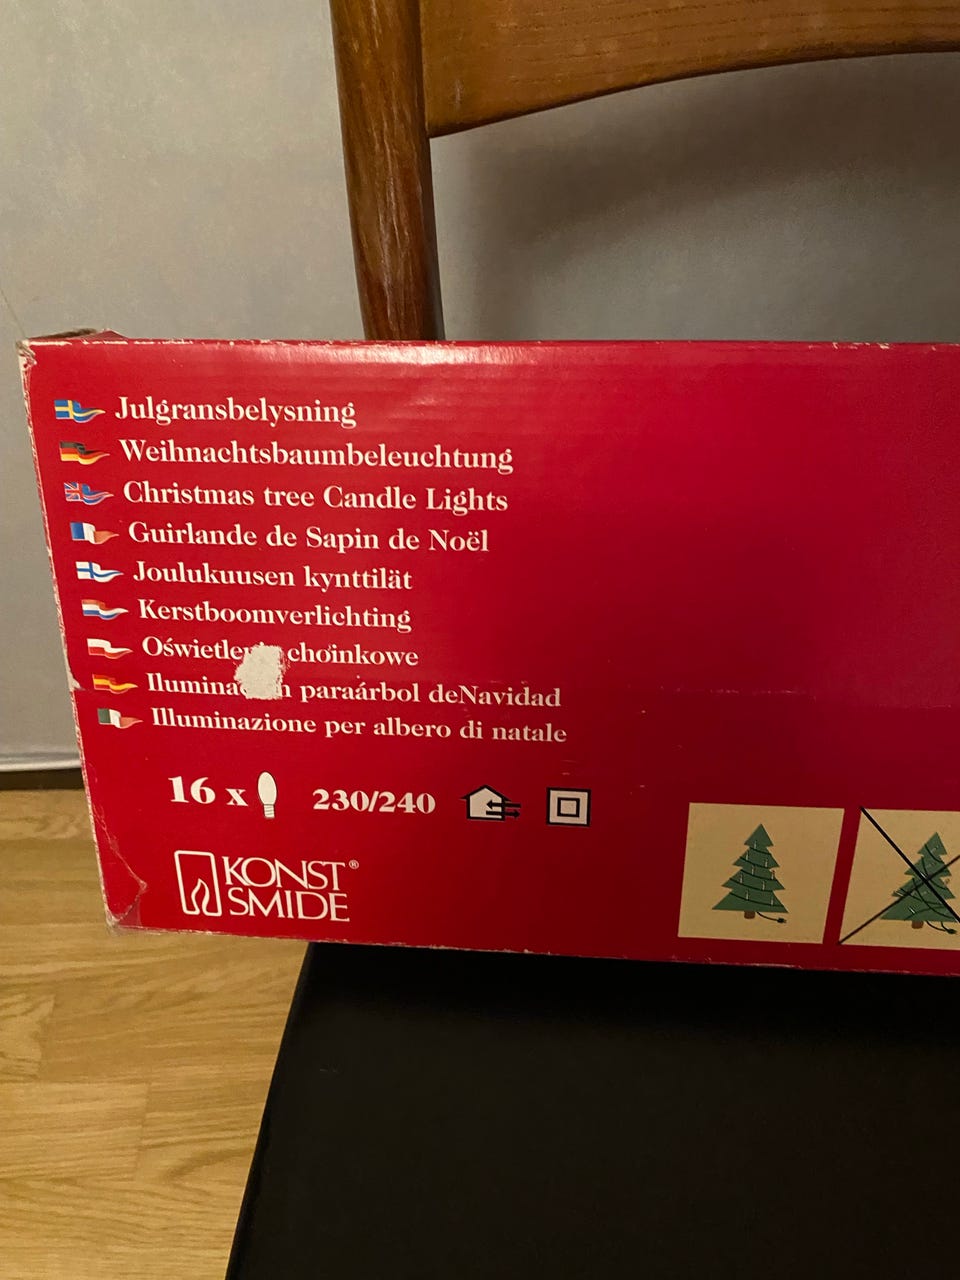 Julgransbelysning
Weihnachtsbaumbeleuchtung
Christmas tree Candle Lights
Guirlande de Sapin de Noël
Joulukuusen kynttilät
Kerstboomverlichting
choinkowe
paraárbol deNavidad
Illuminazione per albero di natale
16 x 230/240
KONST®
SMIDE